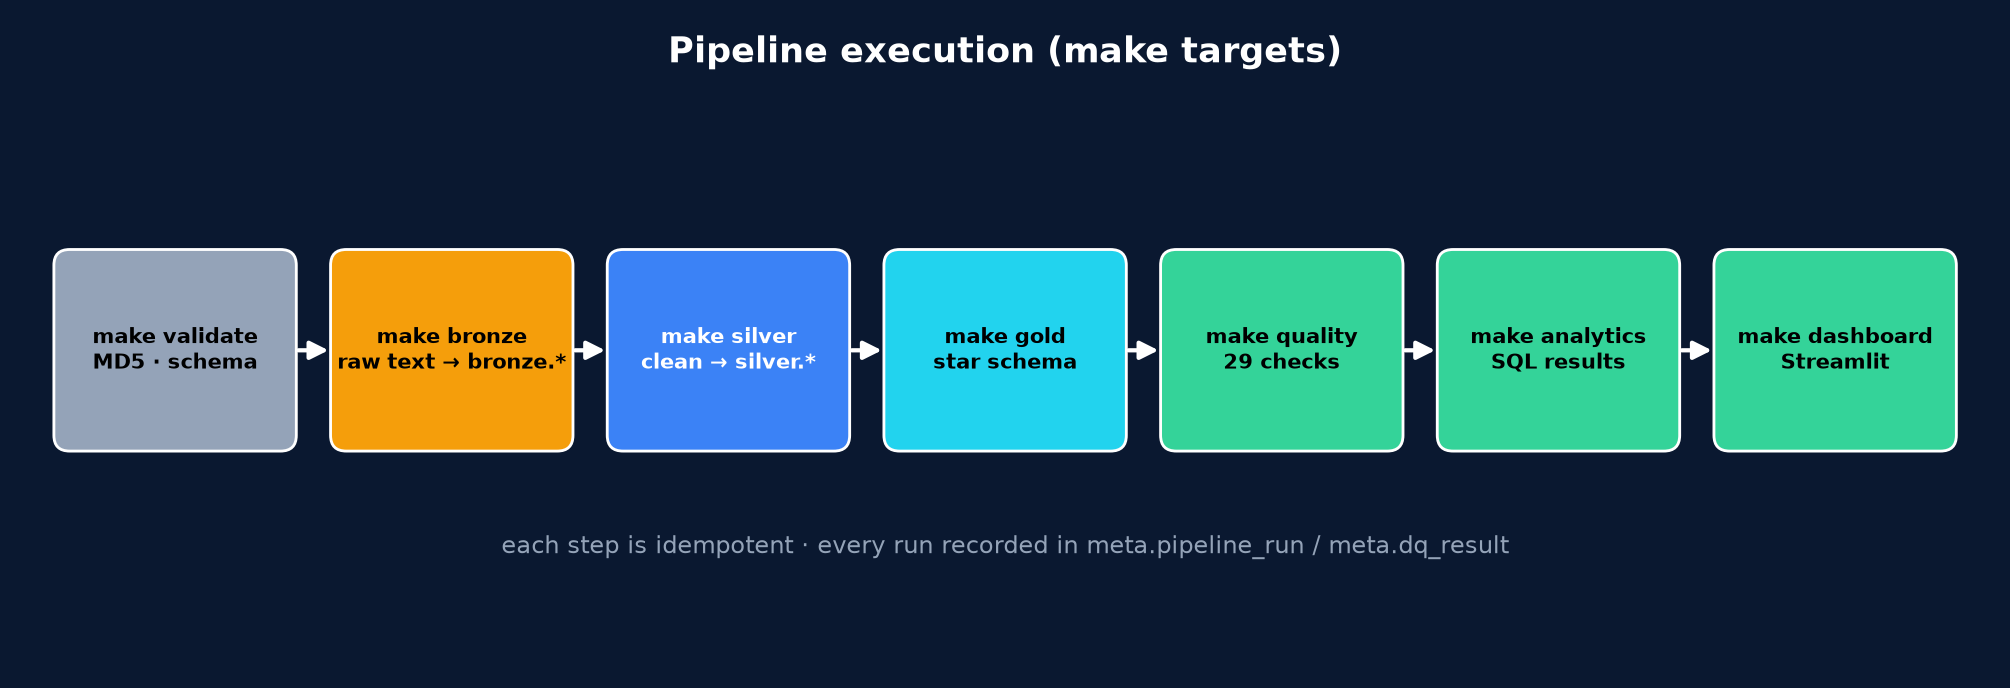 Pipeline execution (make targets)
make validate
MD5 · schema
make bronze
raw text → bronze.*
make silver
clean → silver.*
make gold
star schema
make quality
29 checks
make analytics
SQL results
make dashboard
Streamlit
each step is idempotent · every run recorded in meta.pipeline_run / meta.dq_result